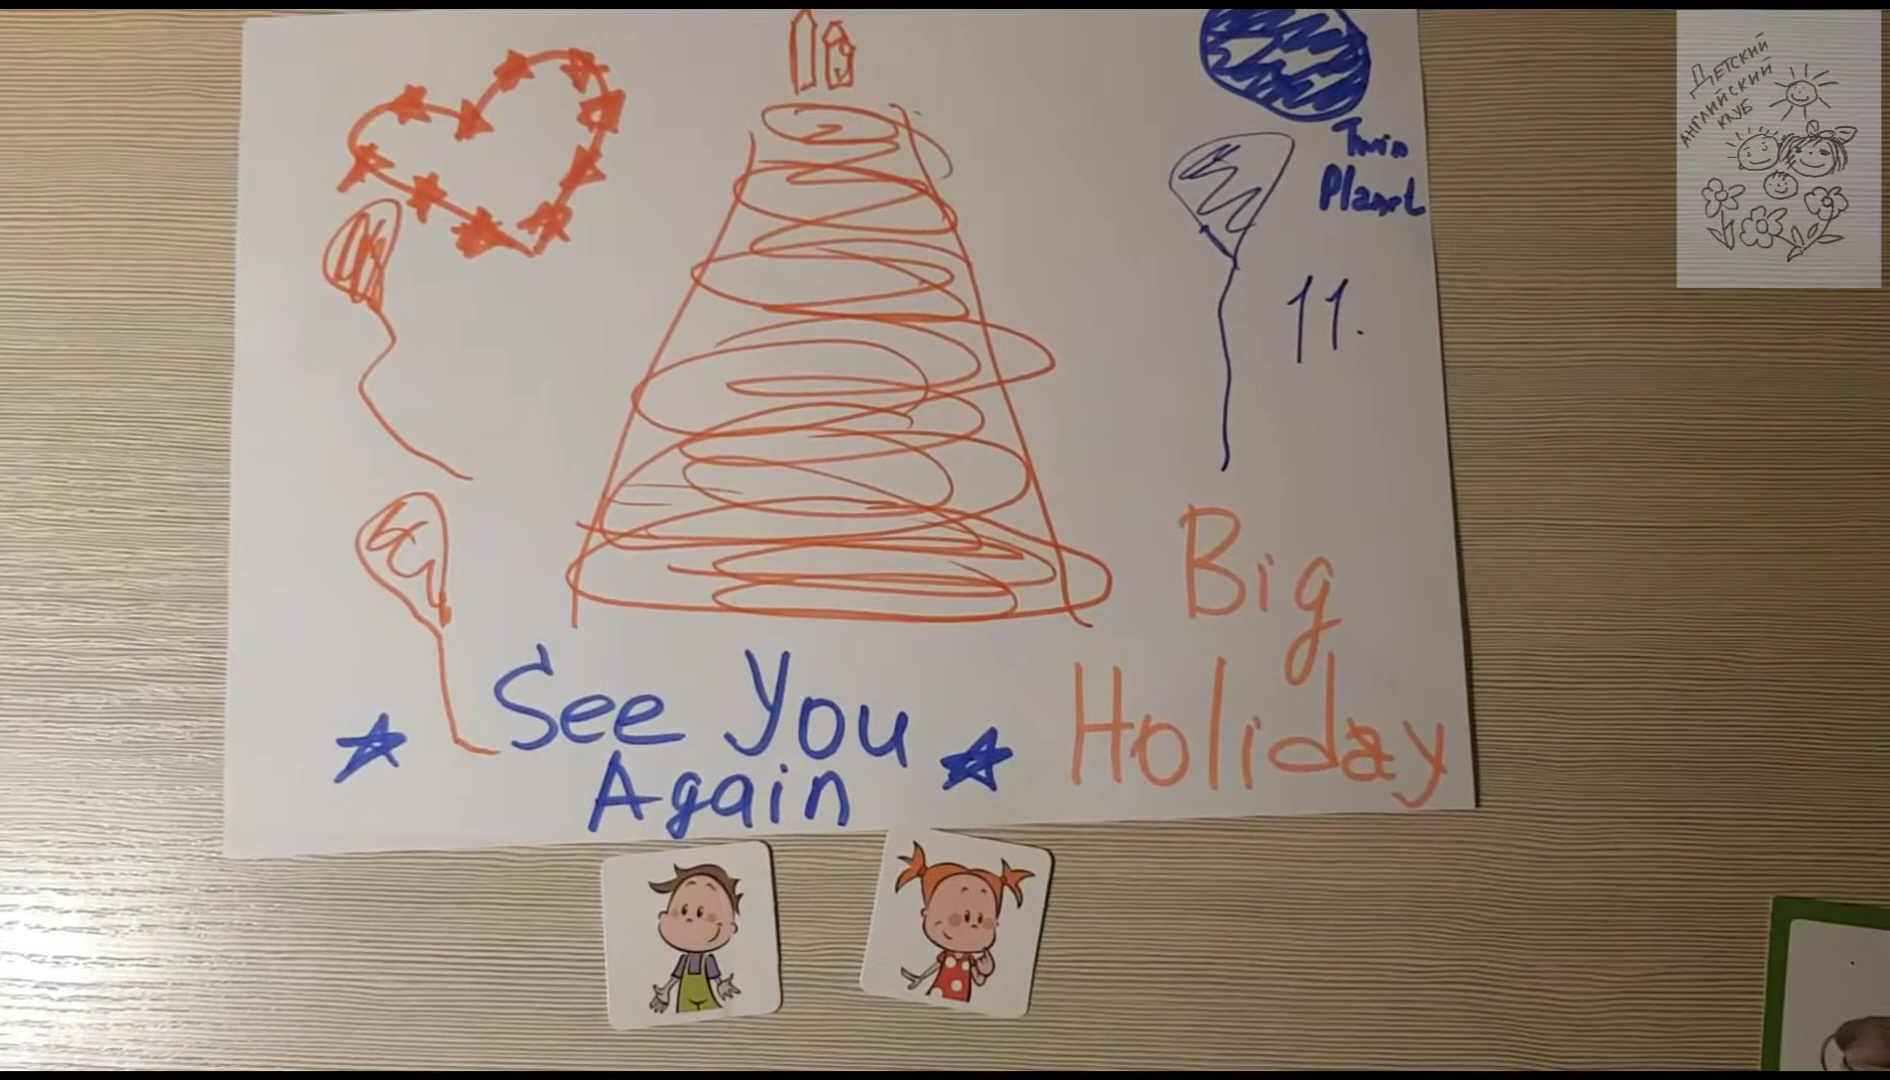 Twin
Planet
11.
Big
Holiday
See You
Again
ДЕТСКИЙ
АНГЛИЙСКИЙ
КЛУБ